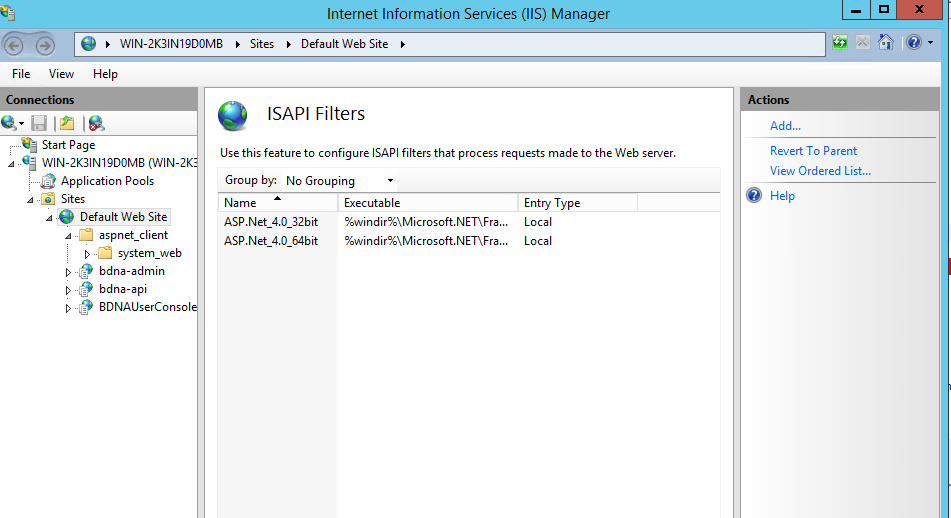 Internet Information Services (IIS) Manager
WIN-2K3IN19D0MB Sites Default Web Site
File View Help
Connections
Start Page
WIN-2K3IN19D0MB (WIN-2K3
Application Pools
Sites
Default Web Site
aspnet_client
system_web
bdna-admin
bdna-api
BDNAUserConsole
ISAPI Filters
Use this feature to configure ISAPI filters that process requests made to the Web server.
Group by: No Grouping
Name Executable Entry Type
ASP.Net_4.0_32bit %windir%\Microsoft.NET\Fra... Local
ASP.Net_4.0_64bit %windir%\Microsoft.NET\Fra... Local
Actions
Add...
Revert To Parent
View Ordered List...
Help